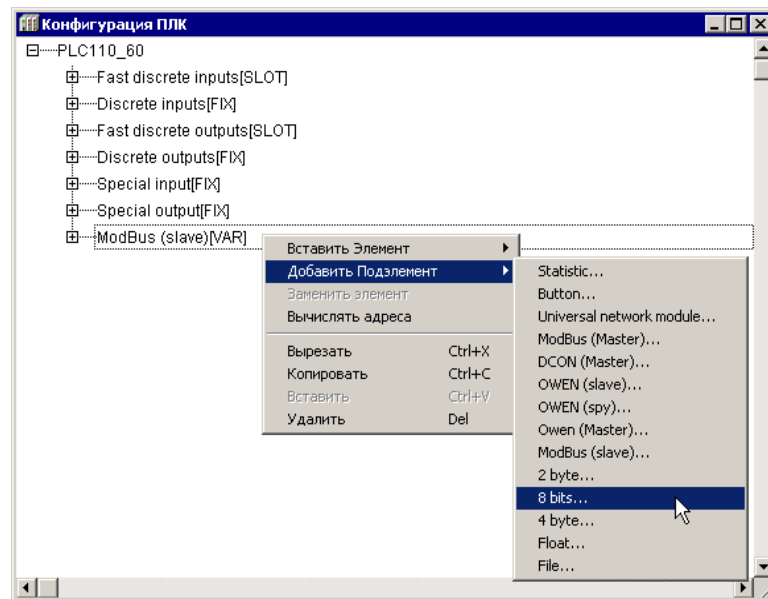 Конфигурация ПЛК
PLC110_60
Fast discrete inputs[SLOT]
Discrete inputs[FIX]
Fast discrete outputs[SLOT]
Discrete outputs[FIX]
Special input[FIX]
Special output[FIX]
ModBus (slave)[VAR]
Вставить Элемент
Добавить Подэлемент
Заменить элемент
Вычислять адреса
Вырезать Ctrl+X
Копировать Ctrl+C
Вставить Ctrl+V
Удалить Del
Statistic...
Button...
Universal network module...
ModBus (Master)...
DCON (Master)...
OWEN (slave)...
OWEN (spy)...
Owen (Master)...
ModBus (slave)...
2 byte...
8 bits...
4 byte...
Float...
File...